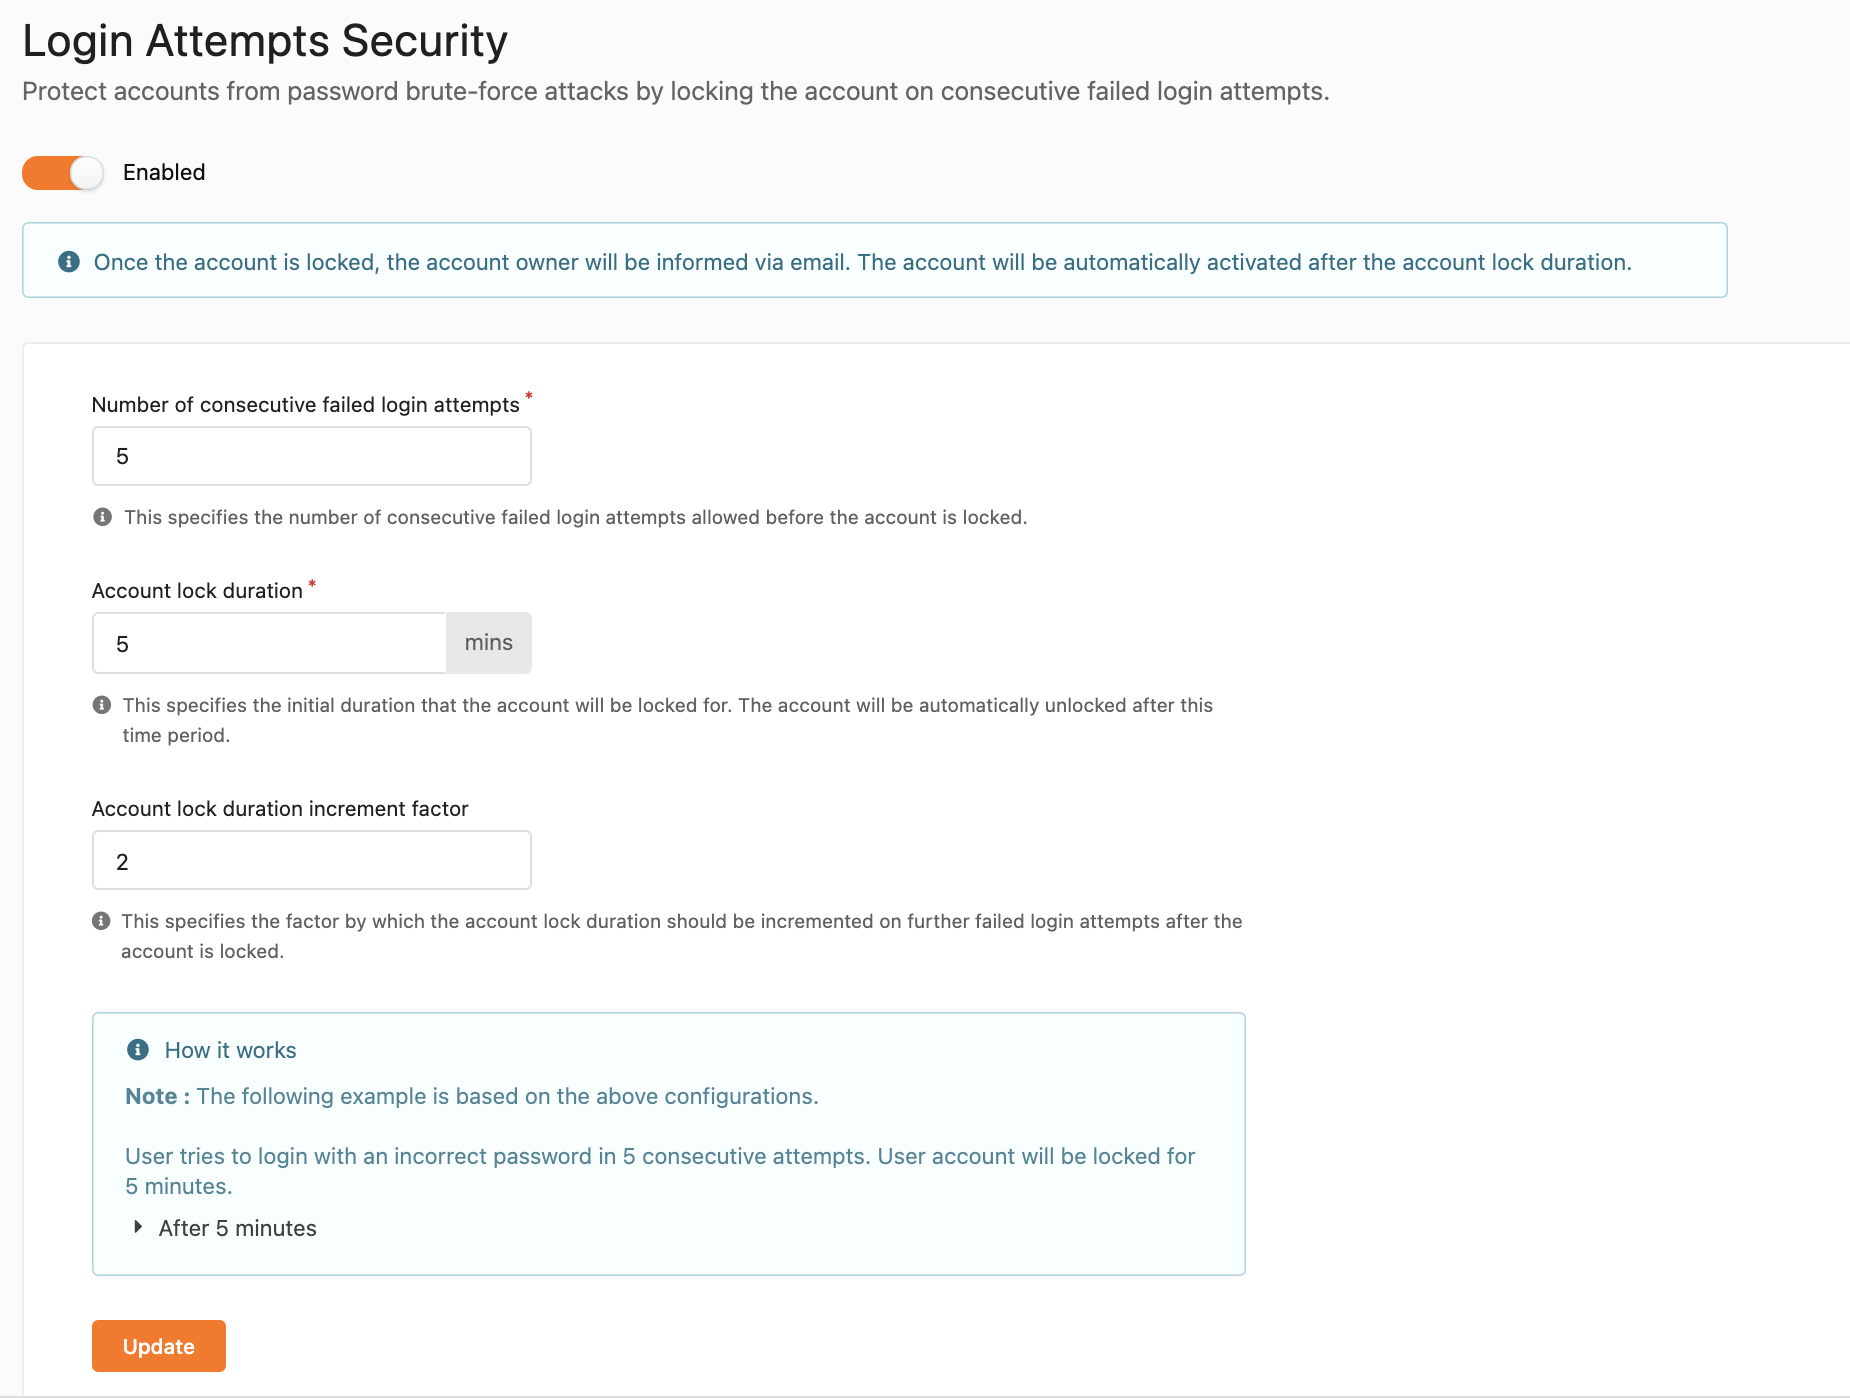 Login Attempts Security
Protect accounts from password brute-force attacks by locking the account on consecutive failed login attempts.
Enabled
Once the account is locked, the account owner will be informed via email. The account will be automatically activated after the account lock duration.
Number of consecutive failed login attempts *
5
This specifies the number of consecutive failed login attempts allowed before the account is locked.
Account lock duration *
5 mins
This specifies the initial duration that the account will be locked for. The account will be automatically unlocked after this
time period.
Account lock duration increment factor
2
This specifies the factor by which the account lock duration should be incremented on further failed login attempts after the
account is locked.
How it works
Note : The following example is based on the above configurations.
User tries to login with an incorrect password in 5 consecutive attempts. User account will be locked for
5 minutes.
After 5 minutes
Update